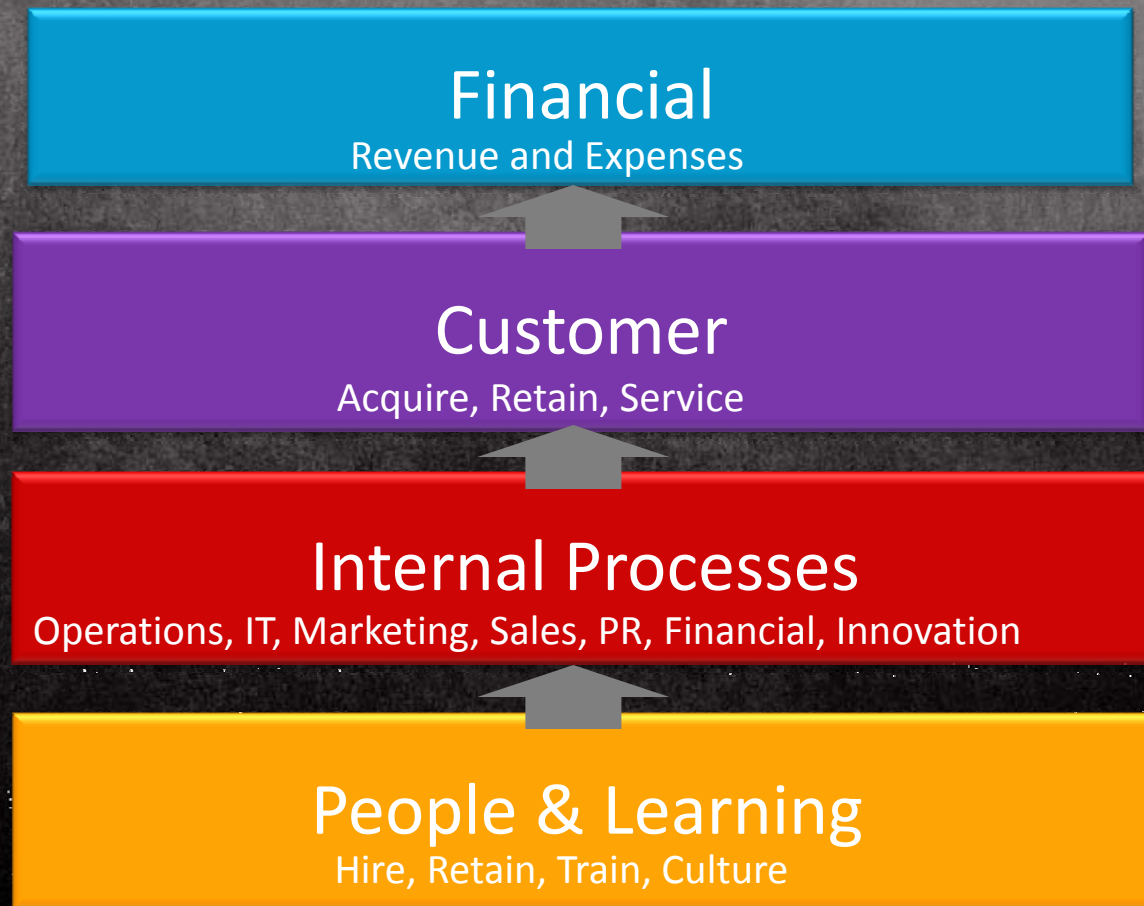 Financial
Revenue and Expenses
Customer
Acquire, Retain, Service
Internal Processes
Operations, IT, Marketing, Sales, PR, Financial, Innovation
People & Learning
Hire, Retain, Train, Culture